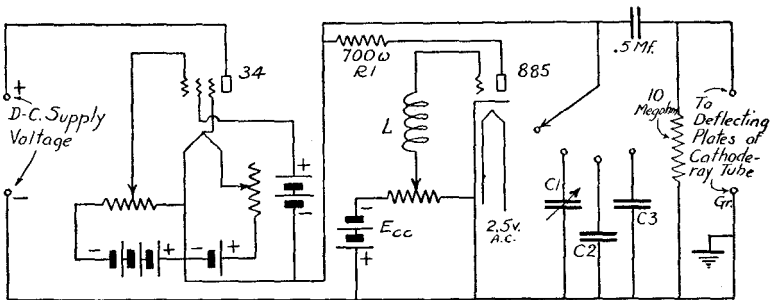 34
+
D-C. Supply
Voltage
-
- +
- +
+
-
700ω
R1
885
L
-
Ecc
+
2.5v.
A.C.
C1
C2
C3
.5 Mf.
10
Megohm
To
Deflecting
Plates of
Cathode-
ray Tube
Gr.